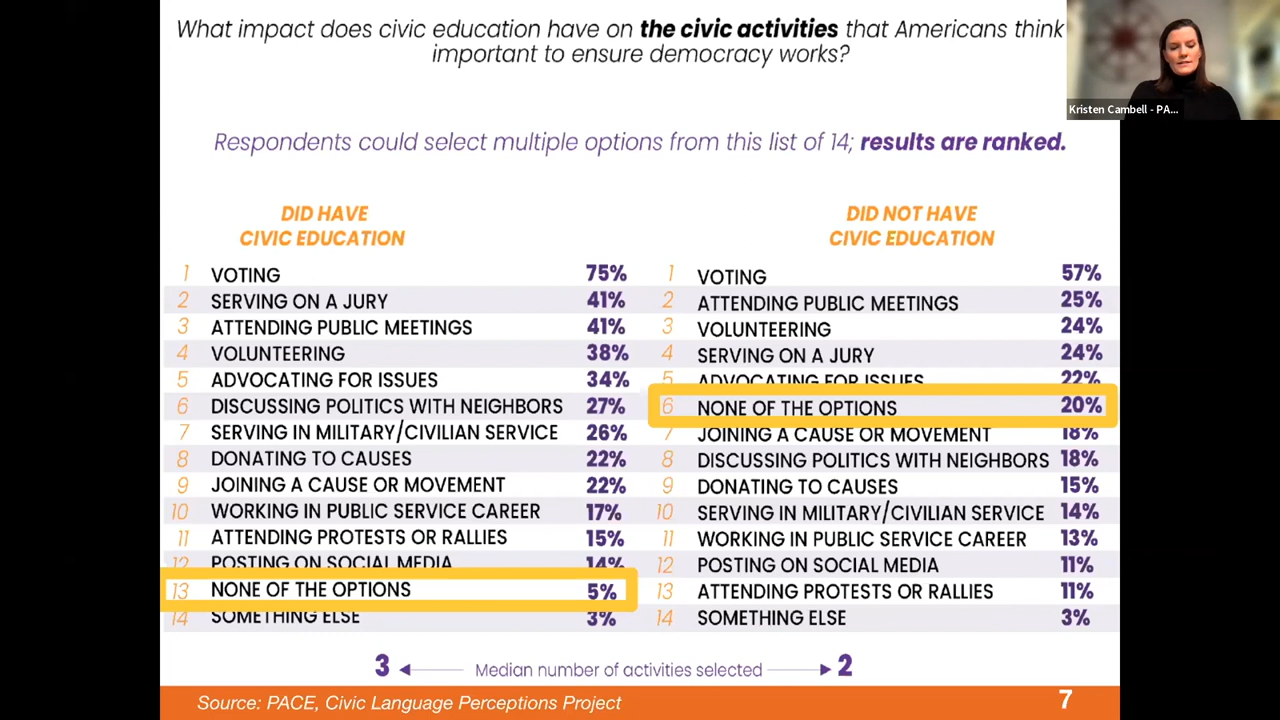 What impact does civic education have on the civic activities that Americans think
important to ensure democracy works?
Kristen Cambell - PA...
Respondents could select multiple options from this list of 14; results are ranked.
DID HAVE
CIVIC EDUCATION
1 VOTING 75%
2 SERVING ON A JURY 41%
3 ATTENDING PUBLIC MEETINGS 41%
4 VOLUNTEERING 38%
5 ADVOCATING FOR ISSUES 34%
6 DISCUSSING POLITICS WITH NEIGHBORS 27%
7 SERVING IN MILITARY/CIVILIAN SERVICE 26%
8 DONATING TO CAUSES 22%
9 JOINING A CAUSE OR MOVEMENT 22%
10 WORKING IN PUBLIC SERVICE CAREER 17%
11 ATTENDING PROTESTS OR RALLIES 15%
12 POSTING ON SOCIAL MEDIA 14%
13 NONE OF THE OPTIONS 5%
14 SOMETHING ELSE 3%
DID NOT HAVE
CIVIC EDUCATION
1 VOTING 57%
2 ATTENDING PUBLIC MEETINGS 25%
3 VOLUNTEERING 24%
4 SERVING ON A JURY 24%
5 ADVOCATING FOR ISSUES 22%
6 NONE OF THE OPTIONS 20%
7 JOINING A CAUSE OR MOVEMENT 18%
8 DISCUSSING POLITICS WITH NEIGHBORS 18%
9 DONATING TO CAUSES 15%
10 SERVING IN MILITARY/CIVILIAN SERVICE 14%
11 WORKING IN PUBLIC SERVICE CAREER 13%
12 POSTING ON SOCIAL MEDIA 11%
13 ATTENDING PROTESTS OR RALLIES 11%
14 SOMETHING ELSE 3%
3 Median number of activities selected 2
Source: PACE, Civic Language Perceptions Project 7